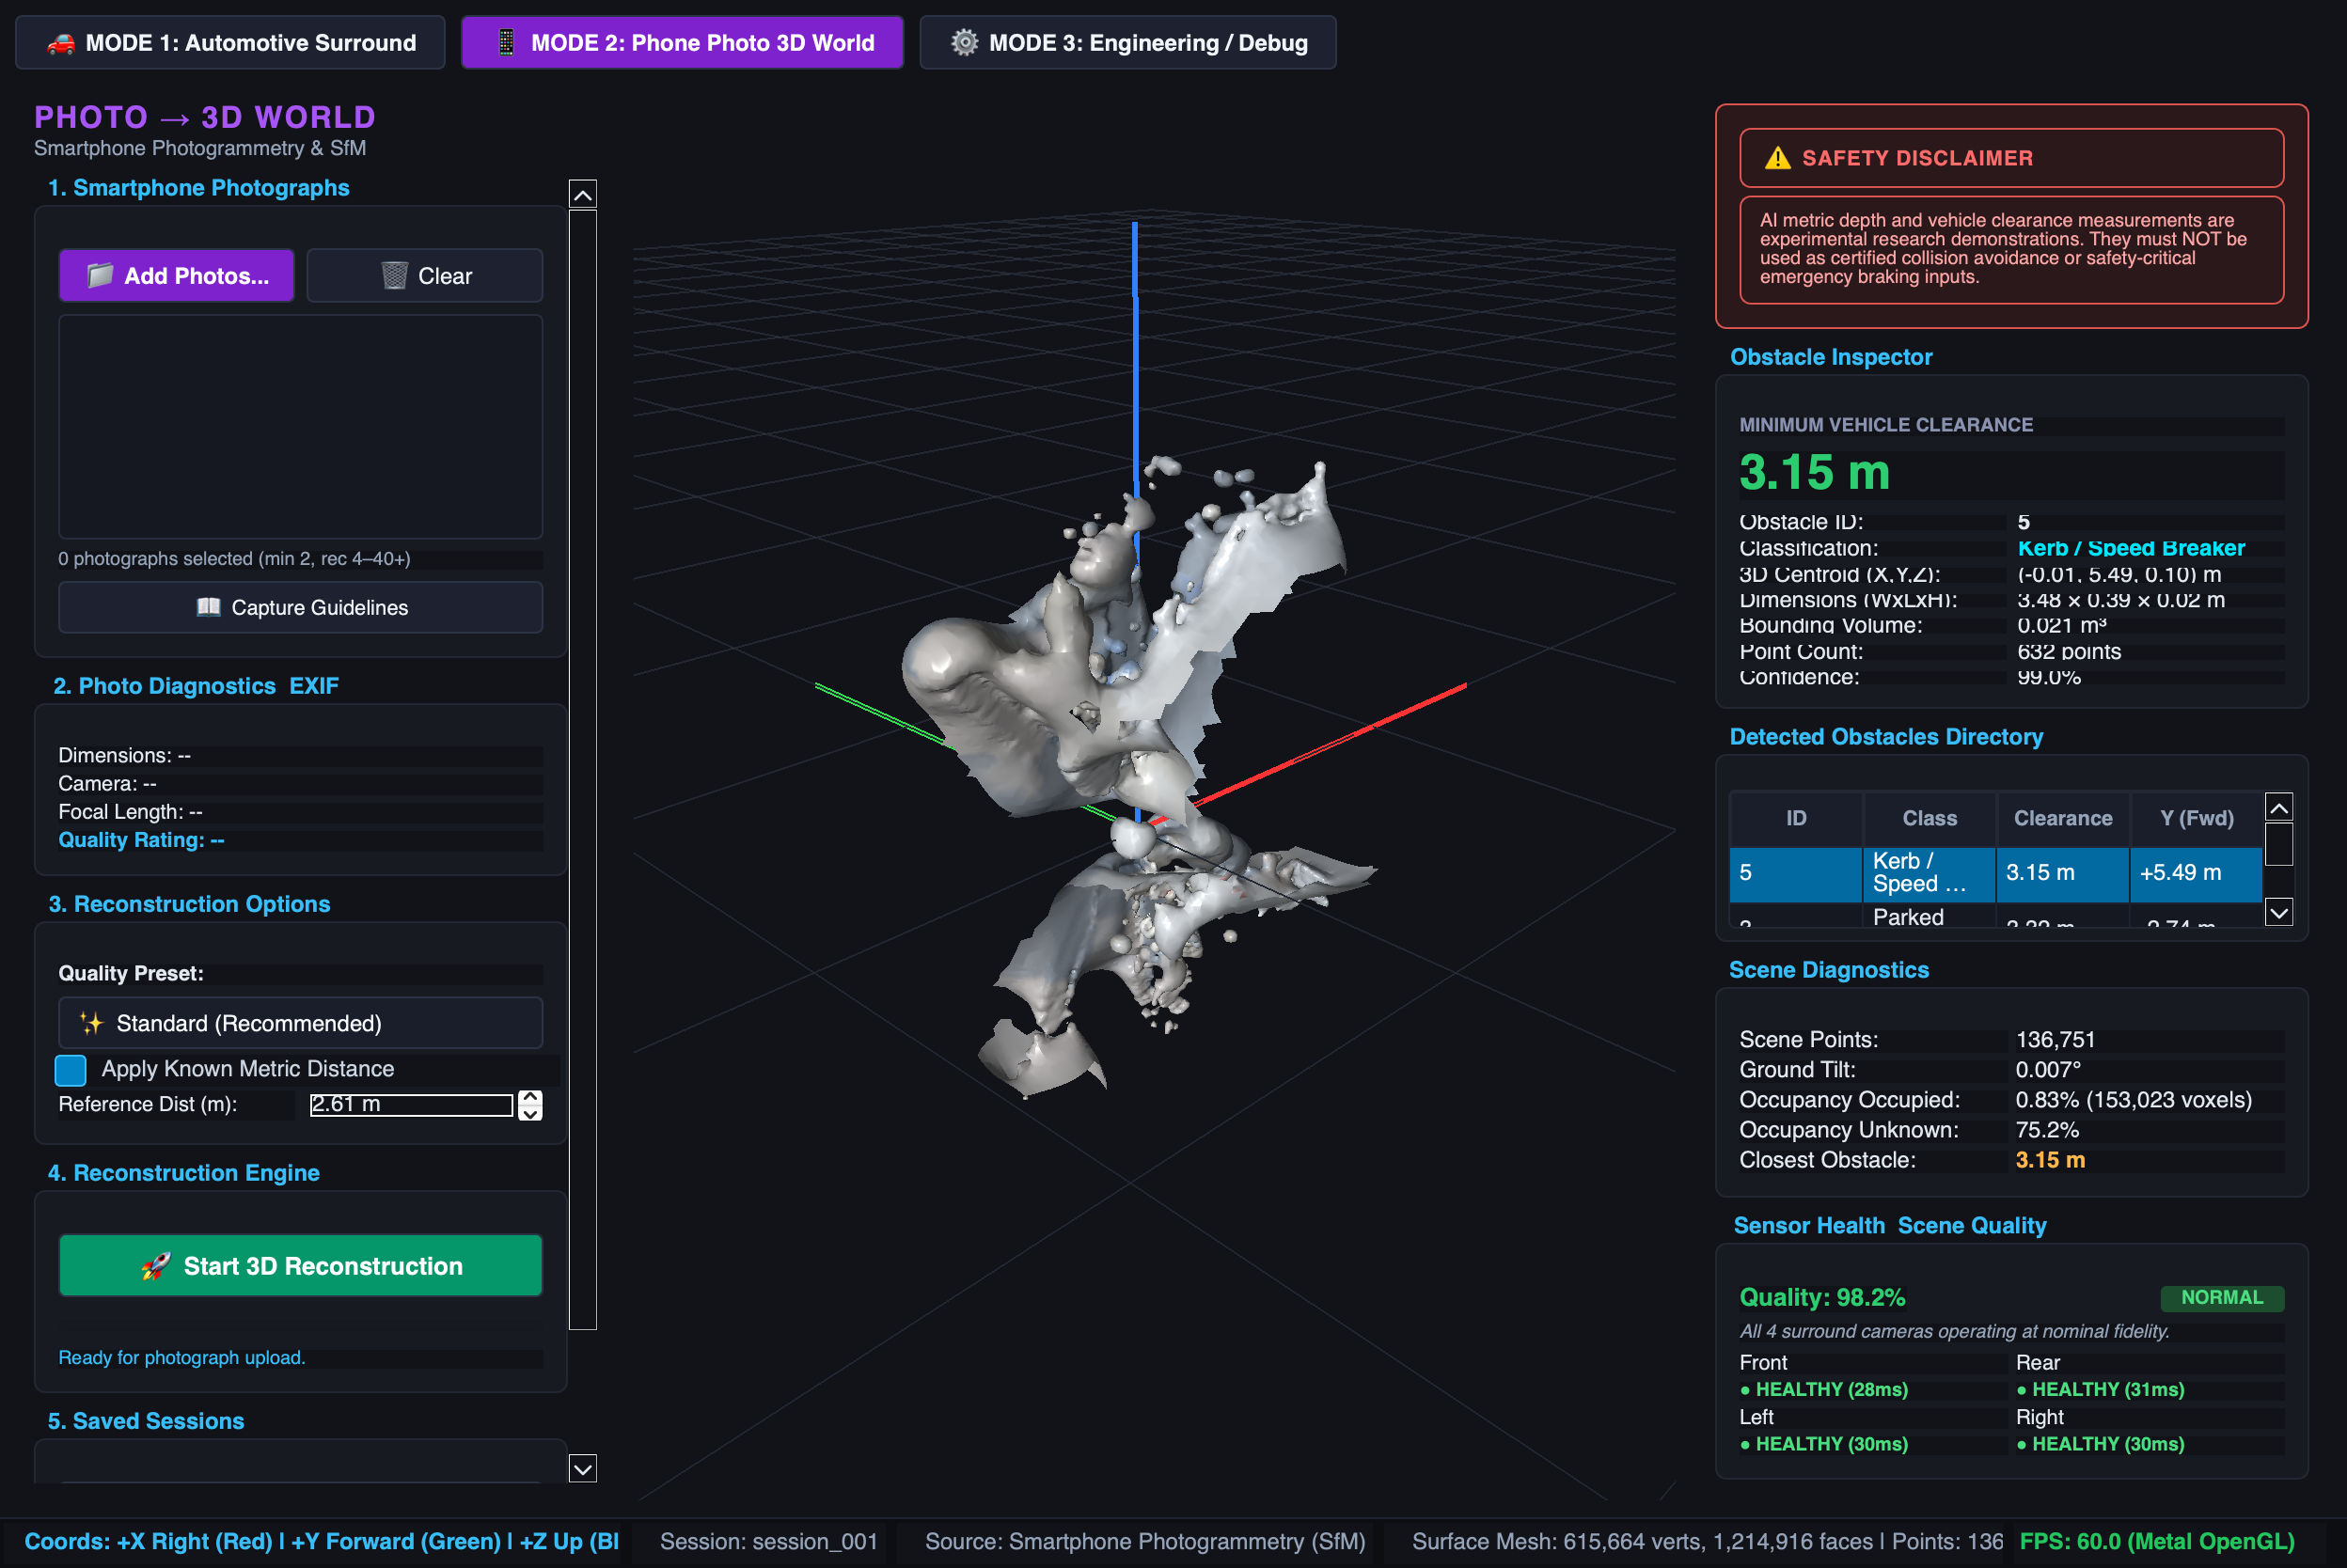 MODE 1: Automotive Surround
MODE 2: Phone Photo 3D World
MODE 3: Engineering / Debug
PHOTO → 3D WORLD
Smartphone Photogrammetry & SfM
1. Smartphone Photographs
Add Photos...
Clear
0 photographs selected (min 2, rec 4–40+)
Capture Guidelines
2. Photo Diagnostics EXIF
Dimensions: --
Camera: --
Focal Length: --
Quality Rating: --
3. Reconstruction Options
Quality Preset:
Standard (Recommended)
Apply Known Metric Distance
Reference Dist (m): 2.61 m
4. Reconstruction Engine
Start 3D Reconstruction
Ready for photograph upload.
5. Saved Sessions
SAFETY DISCLAIMER
AI metric depth and vehicle clearance measurements are
experimental research demonstrations. They must NOT be
used as certified collision avoidance or safety-critical
emergency braking inputs.
Obstacle Inspector
MINIMUM VEHICLE CLEARANCE
3.15 m
Obstacle ID: 5
Classification: Kerb / Speed Breaker
3D Centroid (X,Y,Z): (-0.01, 5.49, 0.10) m
Dimensions (WxLxH): 3.48 × 0.39 × 0.02 m
Bounding Volume: 0.021 m³
Point Count: 632 points
Confidence: 99.0%
Detected Obstacles Directory
ID Class Clearance Y (Fwd)
5 Kerb / Speed ... 3.15 m +5.49 m
Parked
Scene Diagnostics
Scene Points: 136,751
Ground Tilt: 0.007°
Occupancy Occupied: 0.83% (153,023 voxels)
Occupancy Unknown: 75.2%
Closest Obstacle: 3.15 m
Sensor Health Scene Quality
Quality: 98.2% NORMAL
All 4 surround cameras operating at nominal fidelity.
Front Rear
● HEALTHY (28ms) ● HEALTHY (31ms)
Left Right
● HEALTHY (30ms) ● HEALTHY (30ms)
Coords: +X Right (Red) | +Y Forward (Green) | +Z Up (Bl
Session: session_001
Source: Smartphone Photogrammetry (SfM)
Surface Mesh: 615,664 verts, 1,214,916 faces | Points: 136
FPS: 60.0 (Metal OpenGL)